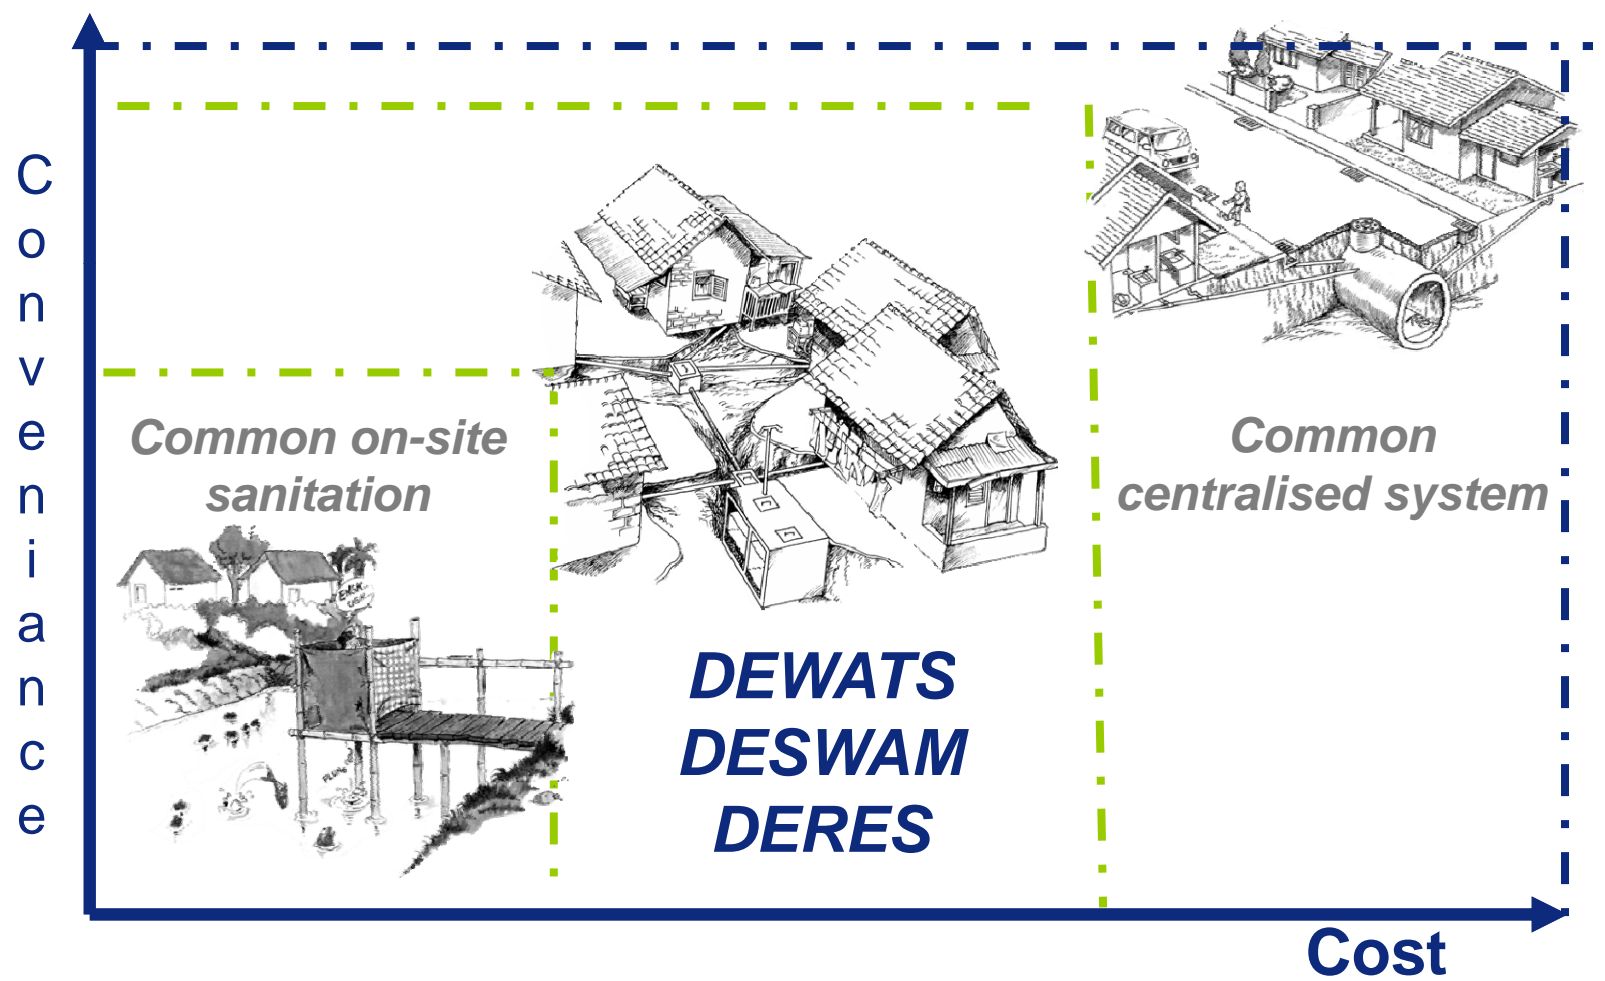 Convenience
Common on-site
sanitation
Common
centralised system
DEWATS
DESWAM
DERES
Cost